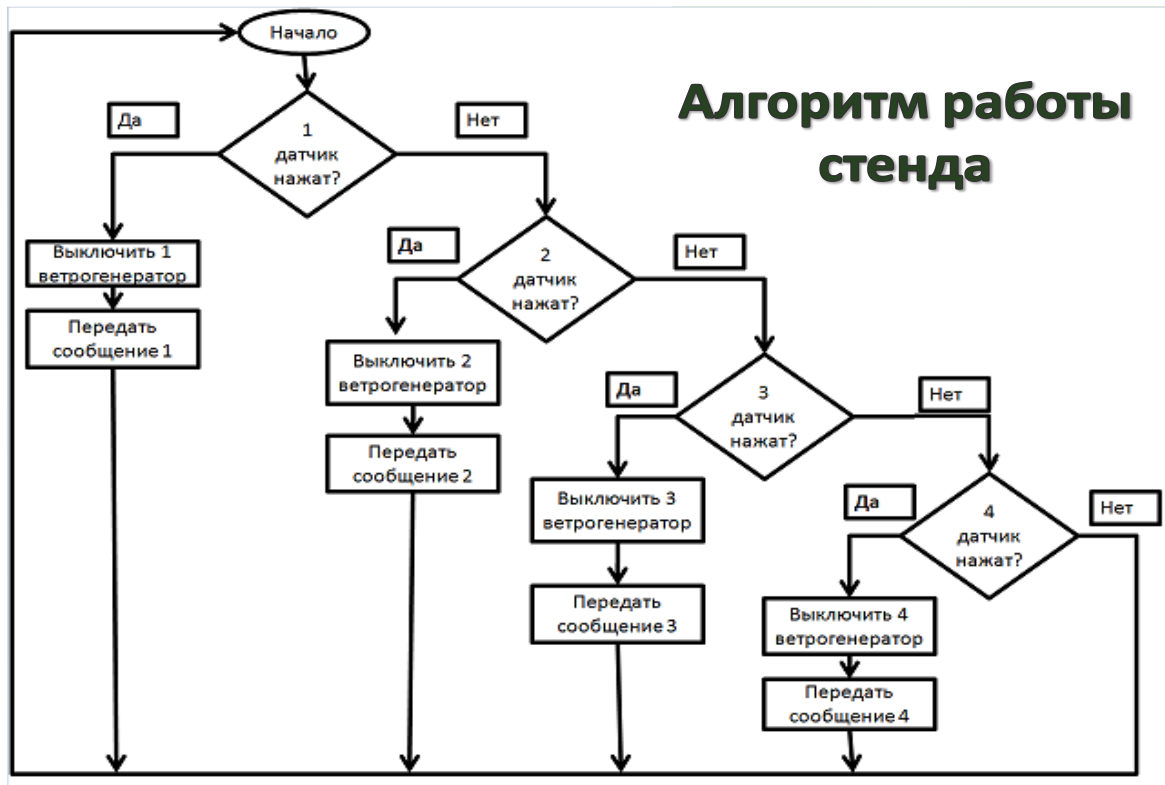 Начало
Алгоритм работы
стенда
Да
Нет
1
датчик
нажат?
Выключить 1
ветрогенератор
Передать
сообщение 1
Да
Нет
2
датчик
нажат?
Выключить 2
ветрогенератор
Передать
сообщение 2
Да
Нет
3
датчик
нажат?
Выключить 3
ветрогенератор
Передать
сообщение 3
Да
Нет
4
датчик
нажат?
Выключить 4
ветрогенератор
Передать
сообщение 4